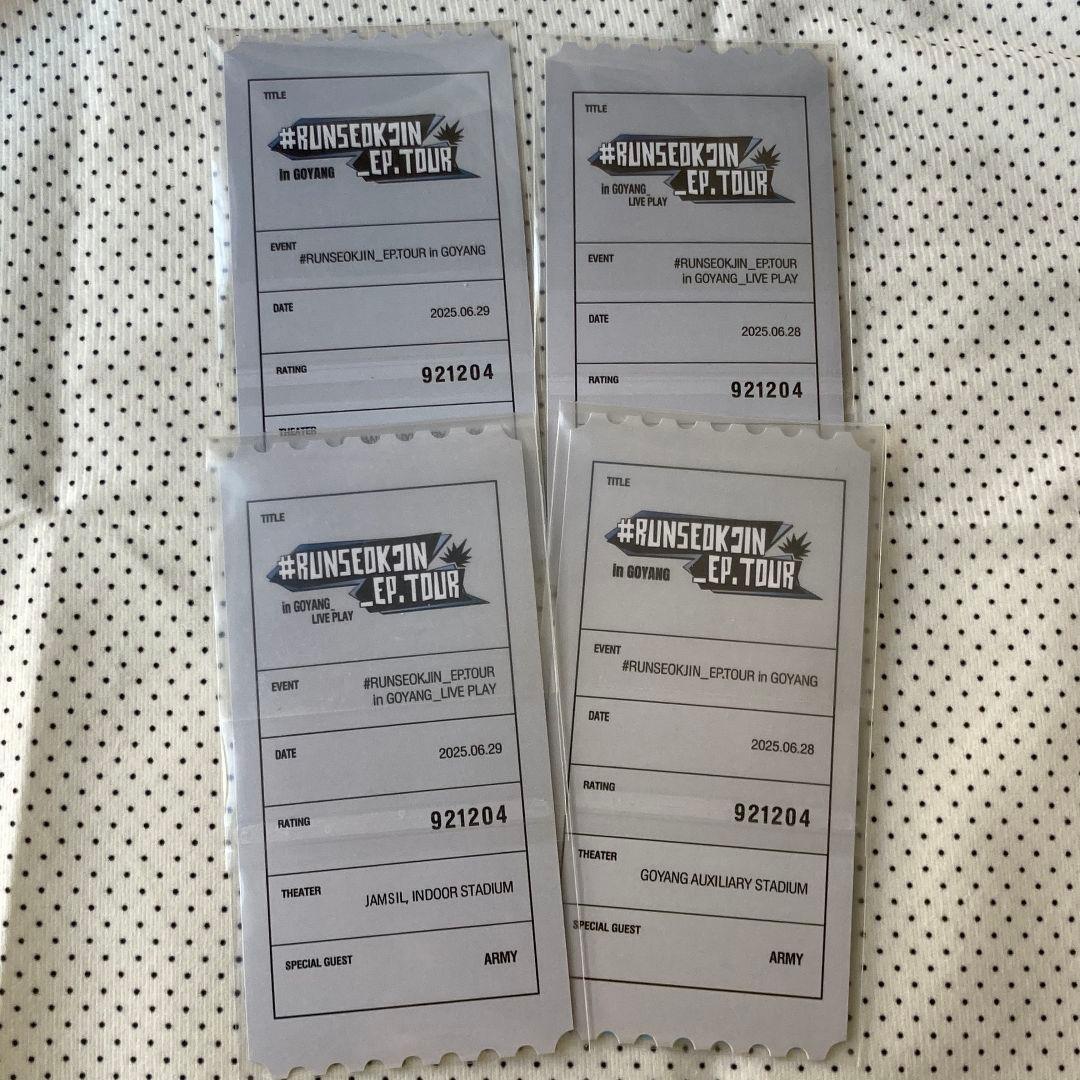 TITLE
#RUNSEOKJIN
_EP.TOUR
in GOYANG
EVENT
#RUNSEOKJIN_EP.TOUR in GOYANG
DATE
2025.06.29
RATING
921204
THEATER
TITLE
#RUNSEOKJIN
_EP.TOUR
in GOYANG_
LIVE PLAY
EVENT
#RUNSEOKJIN_EP.TOUR
in GOYANG_LIVE PLAY
DATE
2025.06.28
RATING
921204
TITLE
#RUNSEOKJIN
_EP.TOUR
in GOYANG_
LIVE PLAY
EVENT
#RUNSEOKJIN_EP.TOUR
in GOYANG_LIVE PLAY
DATE
2025.06.29
RATING
921204
THEATER
JAMSIL, INDOOR STADIUM
SPECIAL GUEST
ARMY
TITLE
#RUNSEOKJIN
_EP.TOUR
in GOYANG
EVENT
#RUNSEOKJIN_EP.TOUR in GOYANG
DATE
2025.06.28
RATING
921204
THEATER
GOYANG AUXILIARY STADIUM
SPECIAL GUEST
ARMY